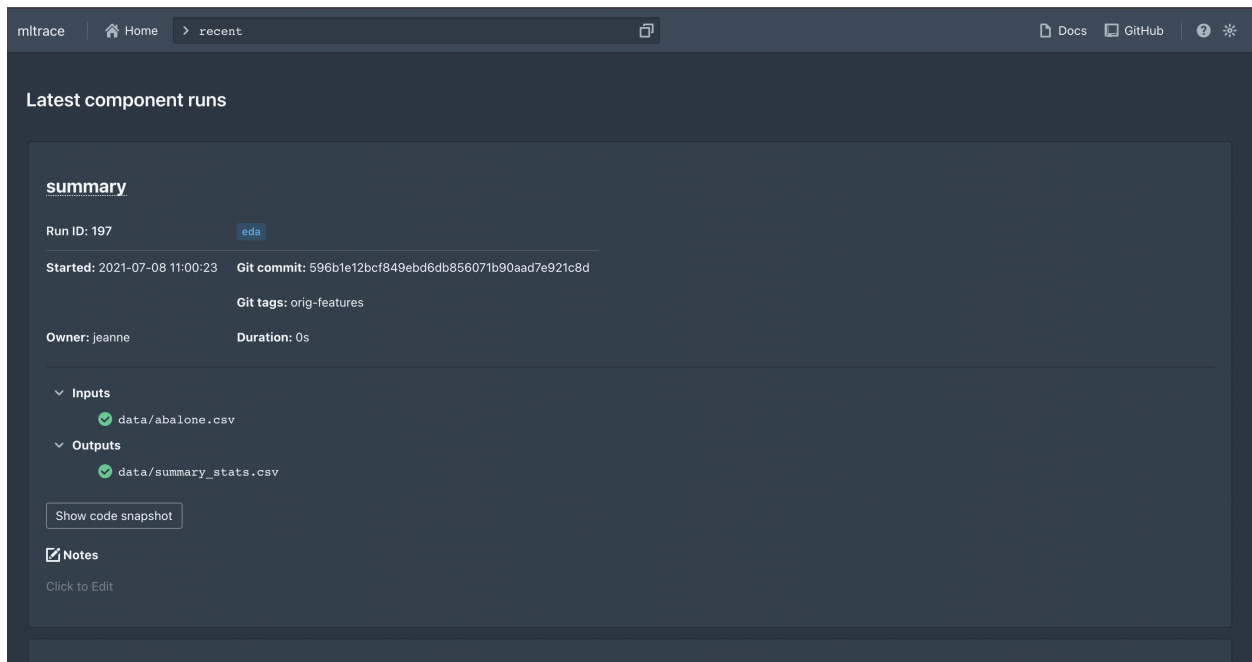 mltrace Home > recent Docs GitHub
Latest component runs
summary
Run ID: 197 eda
Started: 2021-07-08 11:00:23 Git commit: 596b1e12bcf849ebd6db856071b90aad7e921c8d
Git tags: orig-features
Owner: jeanne Duration: 0s
Inputs
data/abalone.csv
Outputs
data/summary_stats.csv
Show code snapshot
Notes
Click to Edit